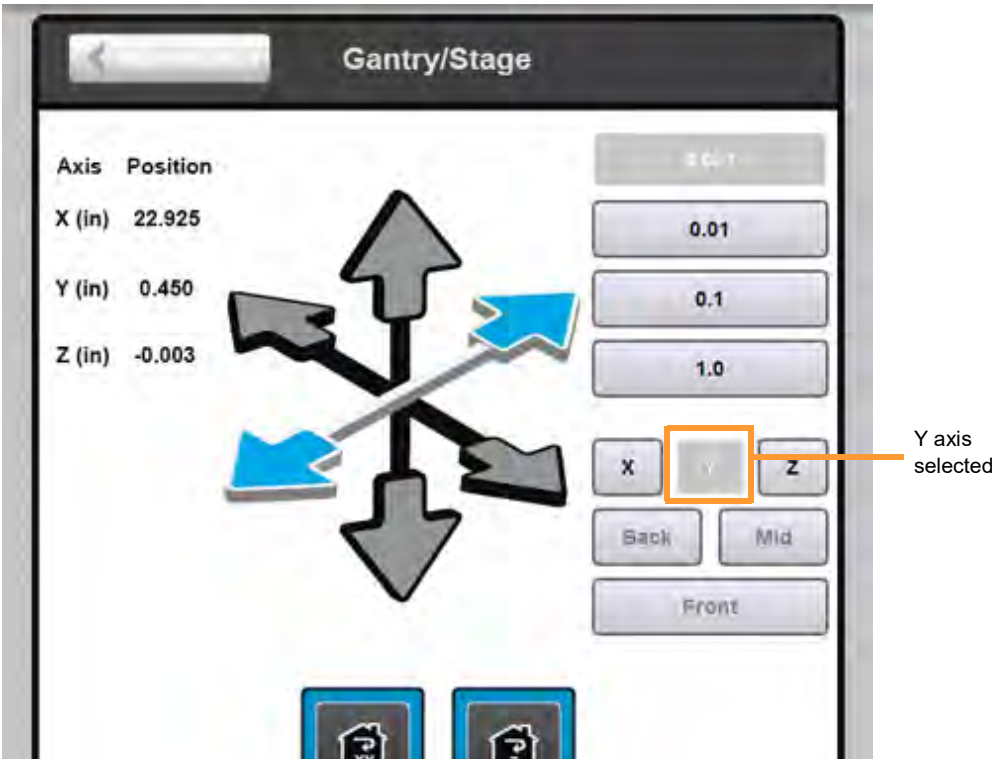 Gantry/Stage
Axis Position
X (in) 22.925
Y (in) 0.450
Z (in) -0.003
0.01
0.1
1.0
X Y Z
Back Mid
Front
Y axis
selected
XY